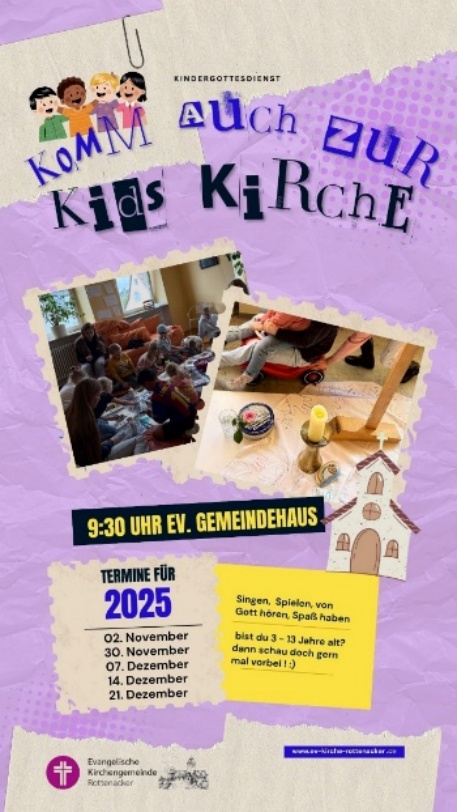 KINDERGOTTESDIENST
KOMM AUCH ZUR
KidS KiRChE
9:30 UHR EV. GEMEINDEHAUS
TERMINE FÜR
2025
02. November
30. November
07. Dezember
14. Dezember
21. Dezember
Singen, Spielen, von
Gott hören, Spaß haben
bist du 3 - 13 Jahre alt?
dann schau doch gern
mal vorbei ! :)
Evangelische
Kirchengemeinde
Rottenacker
www.ev-kirche-rottenacker.de